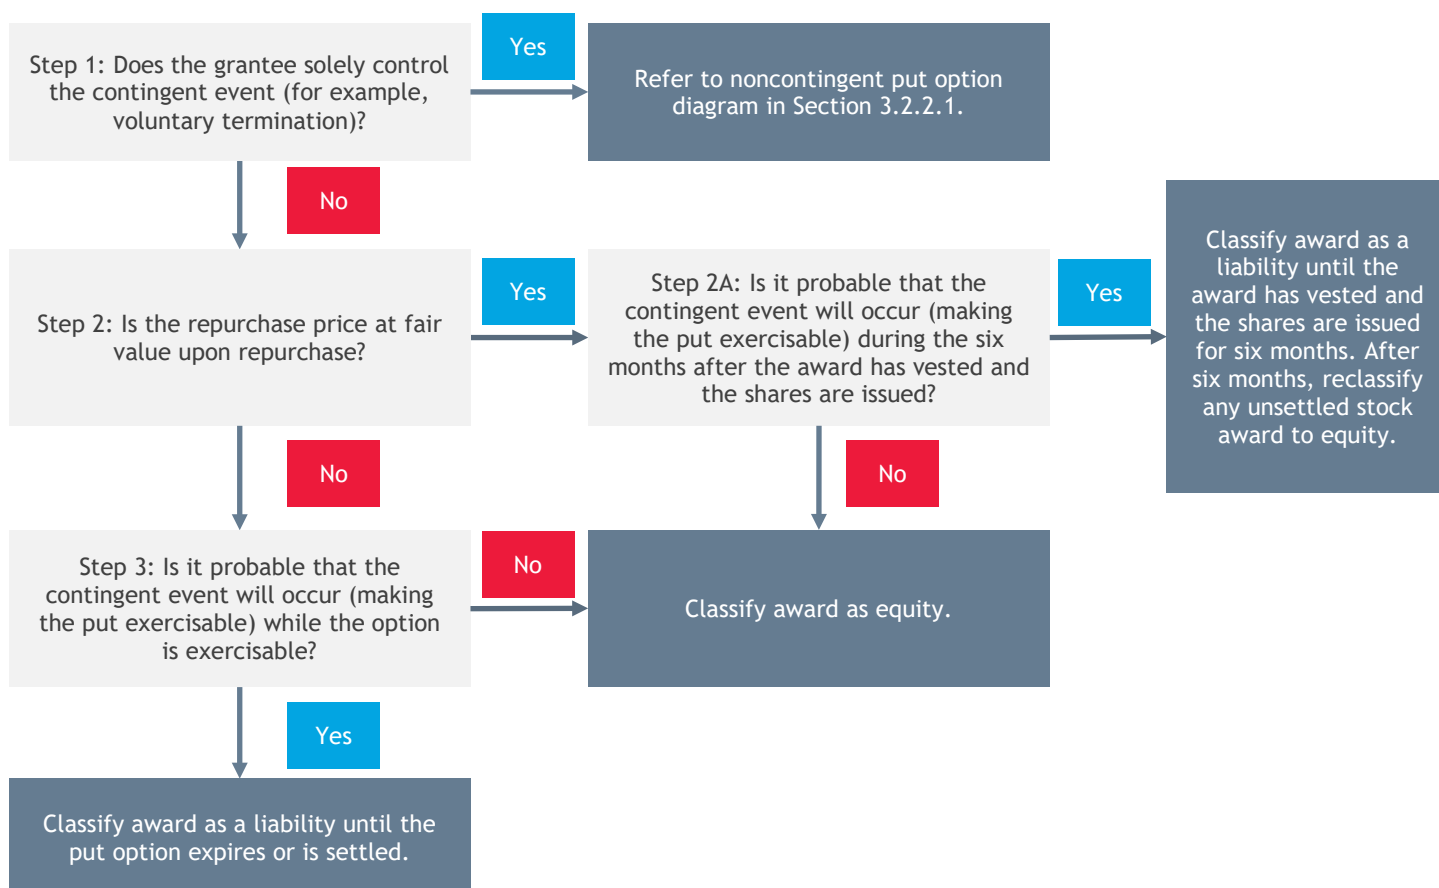 Step 1: Does the grantee solely control
the contingent event (for example,
voluntary termination)?
Yes
Refer to noncontingent put option
diagram in Section 3.2.2.1.
No
Step 2: Is the repurchase price at fair
value upon repurchase?
Yes
Step 2A: Is it probable that the
contingent event will occur (making
the put exercisable) during the six
months after the award has vested and
the shares are issued?
Yes
Classify award as a
liability until the
award has vested and
the shares are issued
for six months. After
six months, reclassify
any unsettled stock
award to equity.
No
No
Step 3: Is it probable that the
contingent event will occur (making
the put exercisable) while the option
is exercisable?
No
Classify award as equity.
Yes
Classify award as a liability until the
put option expires or is settled.